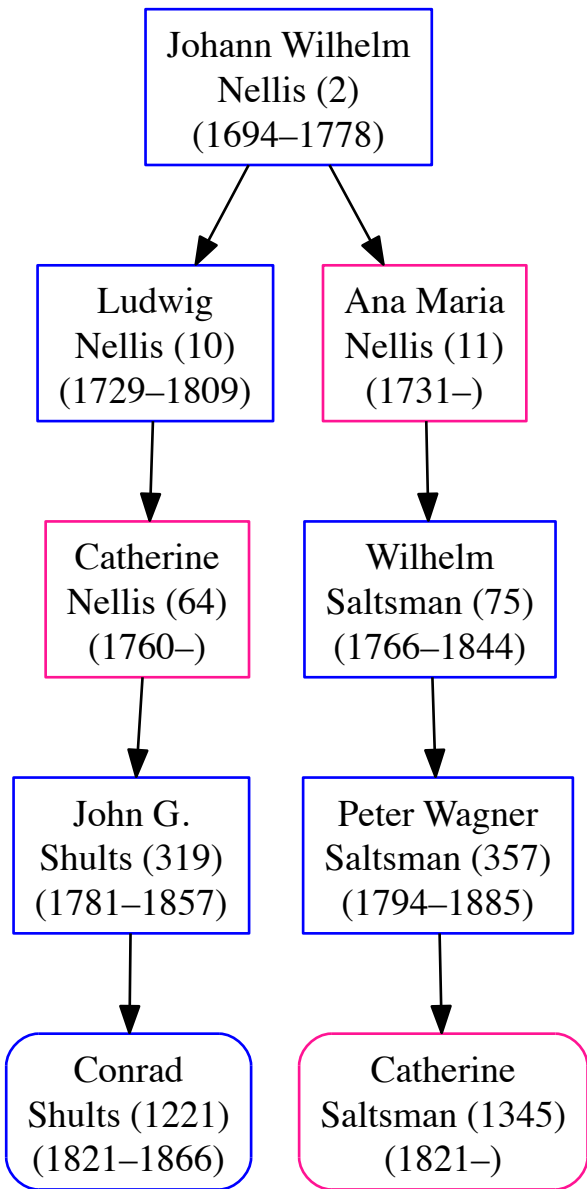 Johann Wilhelm
Nellis (2)
(1694–1778)
Ludwig
Nellis (10)
(1729–1809)
Ana Maria
Nellis (11)
(1731–)
Catherine
Nellis (64)
(1760–)
Wilhelm
Saltsman (75)
(1766–1844)
John G.
Shults (319)
(1781–1857)
Peter Wagner
Saltsman (357)
(1794–1885)
Conrad
Shults (1221)
(1821–1866)
Catherine
Saltsman (1345)
(1821–)